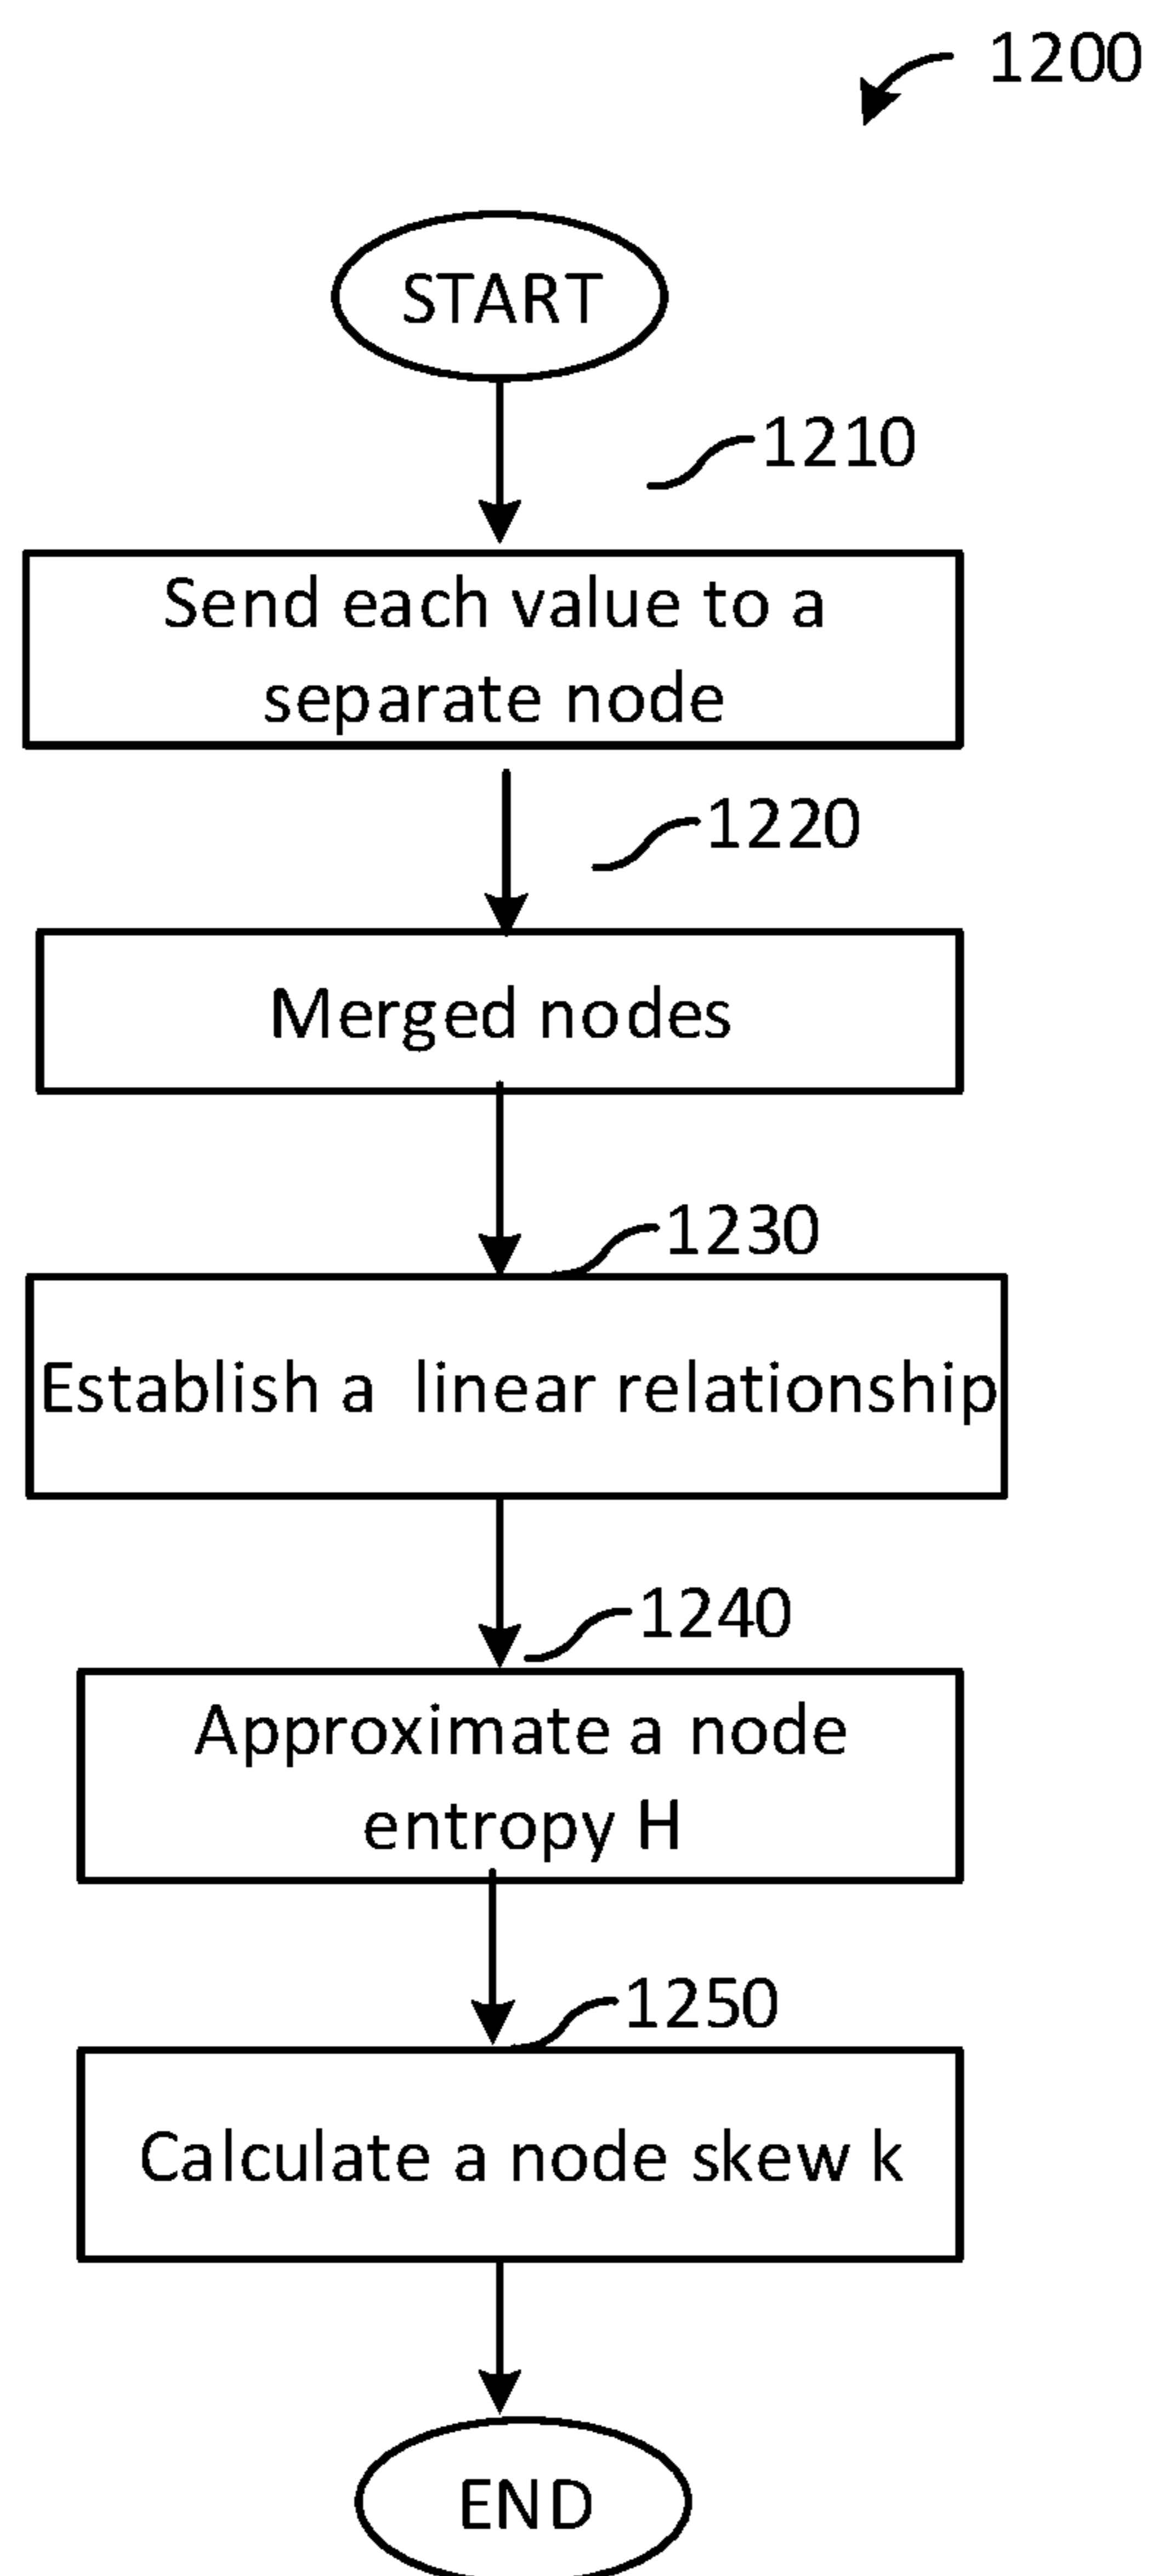 1200
START
1210
Send each value to a
separate node
1220
Merged nodes
1230
Establish a linear relationship
1240
Approximate a node
entropy H
1250
Calculate a node skew k
END